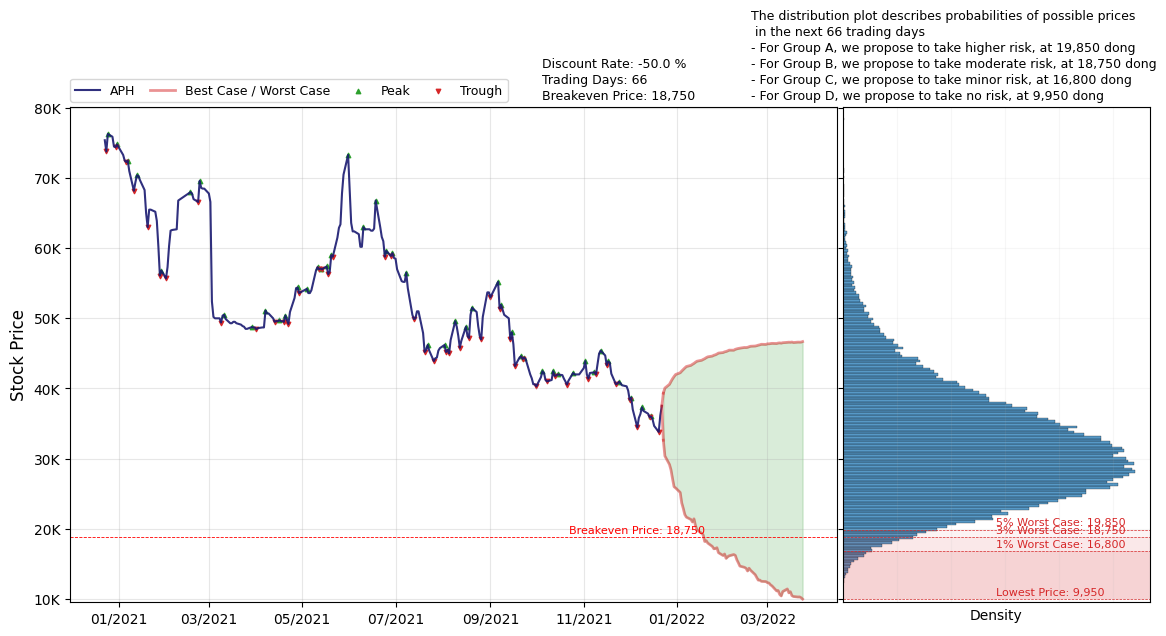 The distribution plot describes probabilities of possible prices
in the next 66 trading days
- For Group A, we propose to take higher risk, at 19,850 dong
- For Group B, we propose to take moderate risk, at 18,750 dong
- For Group C, we propose to take minor risk, at 16,800 dong
- For Group D, we propose to take no risk, at 9,950 dong
Discount Rate: -50.0 %
Trading Days: 66
Breakeven Price: 18,750
APH
Best Case / Worst Case
Peak
Trough
Stock Price
80K
70K
60K
50K
40K
30K
20K
10K
Breakeven Price: 18,750
5% Worst Case: 19,850
3% Worst Case: 18,750
1% Worst Case: 16,800
Lowest Price: 9,950
01/2021
03/2021
05/2021
07/2021
09/2021
11/2021
01/2022
03/2022
Density